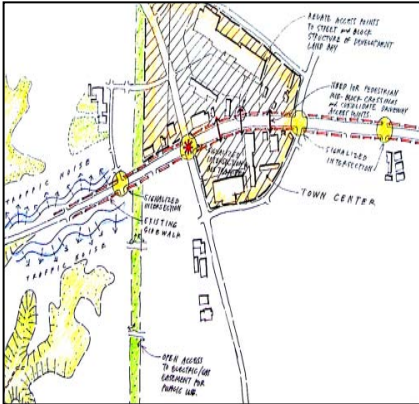 RELATE ACCESS POINTS
TO STREET AND BLOCK
STRUCTURE OF DEVELOPMENT
LAND BAY
NEED FOR PEDESTRIAN
MID-BLOCK CROSSINGS
AND CONSOLIDATE DRIVEWAY
ACCESS POINTS.
SIGNALIZED
INTERSECTION
SIGNALIZED
INTERSECTION
TOWN CENTER
TRAFFIC NOISE
SIGNALIZED
INTERSECTION
EXISTING
SIDEWALK
TRAFFIC NOISE
OPEN ACCESS
TO ELECTRIC/GAS
EASEMENT FOR
PUBLIC USE.